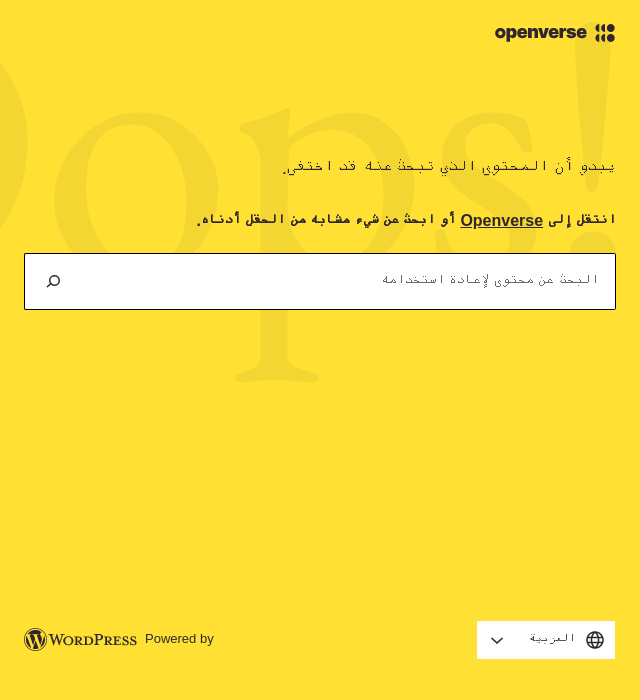 openverse
Oops!
يبدو أن المحتوى الذي تبحث عنه قد اختفى.
انتقل إلى Openverse أو ابحث عن شيء مشابه من الحقل أدناه.
البحث عن محتوى لإعادة استخدامه
العربية
Powered by WORDPRESS